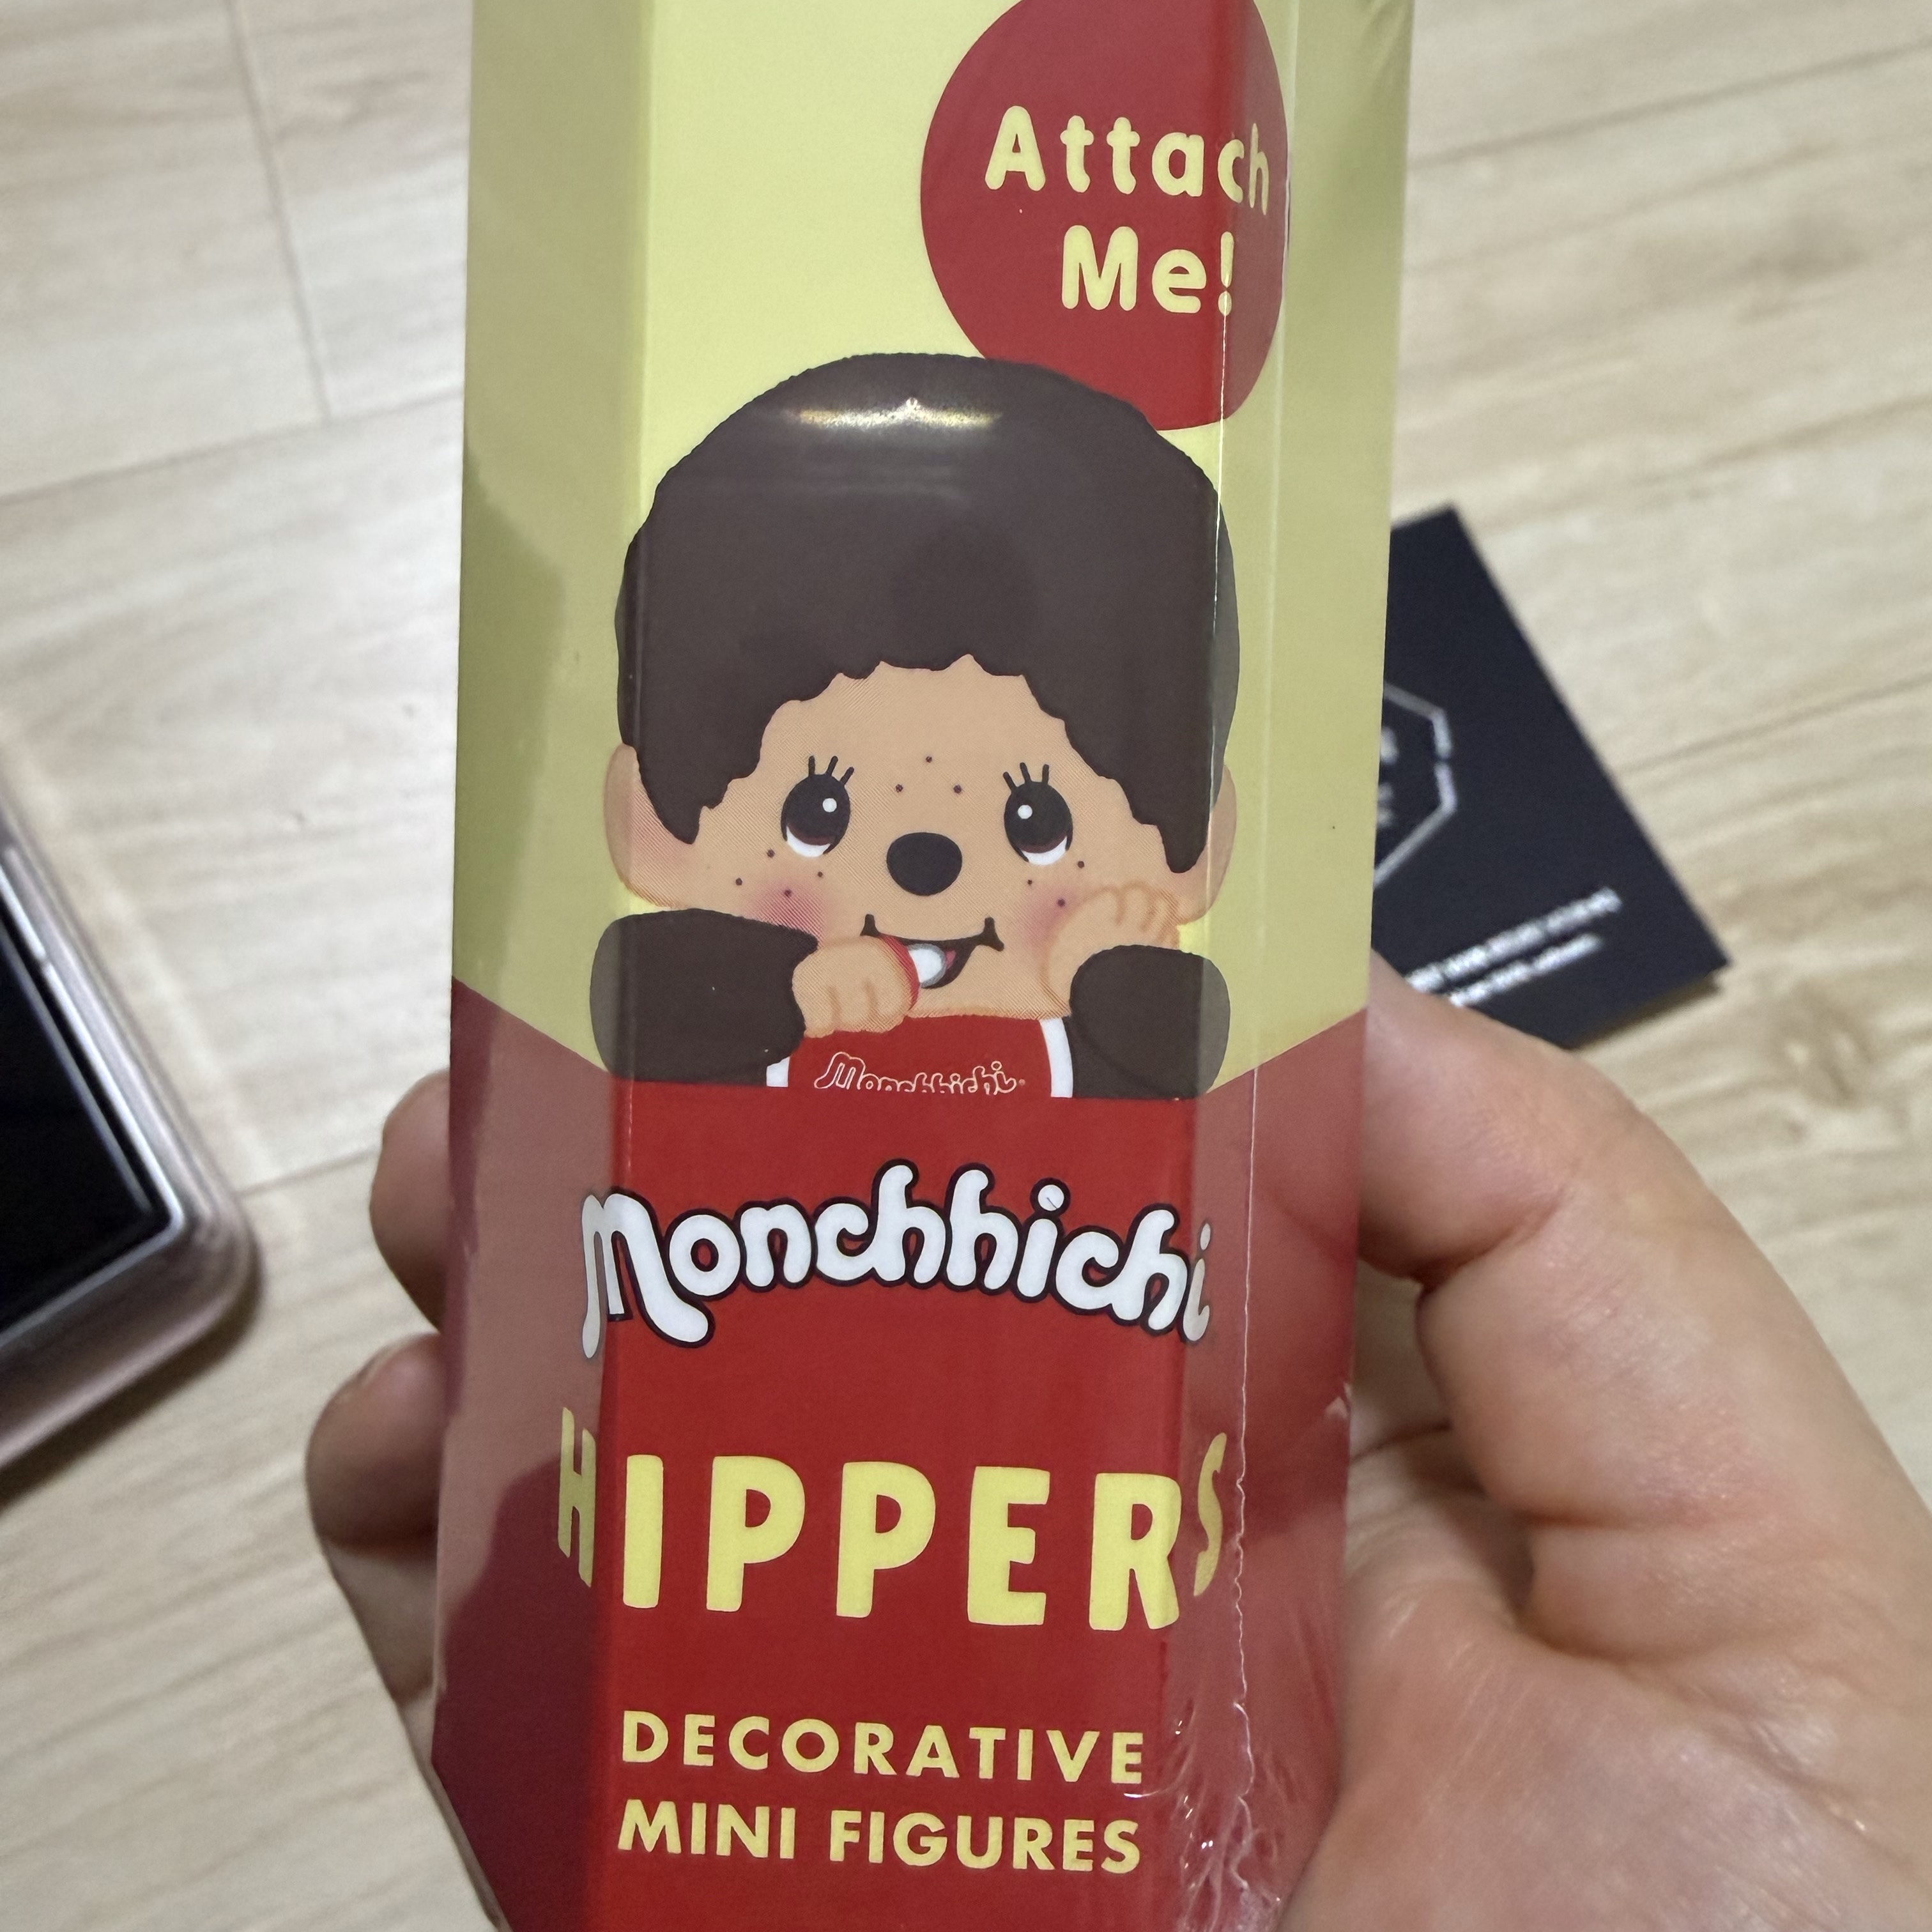 Attach
Me!
Monchhichi
Monchhichi
HIPPERS
DECORATIVE
MINI FIGURES